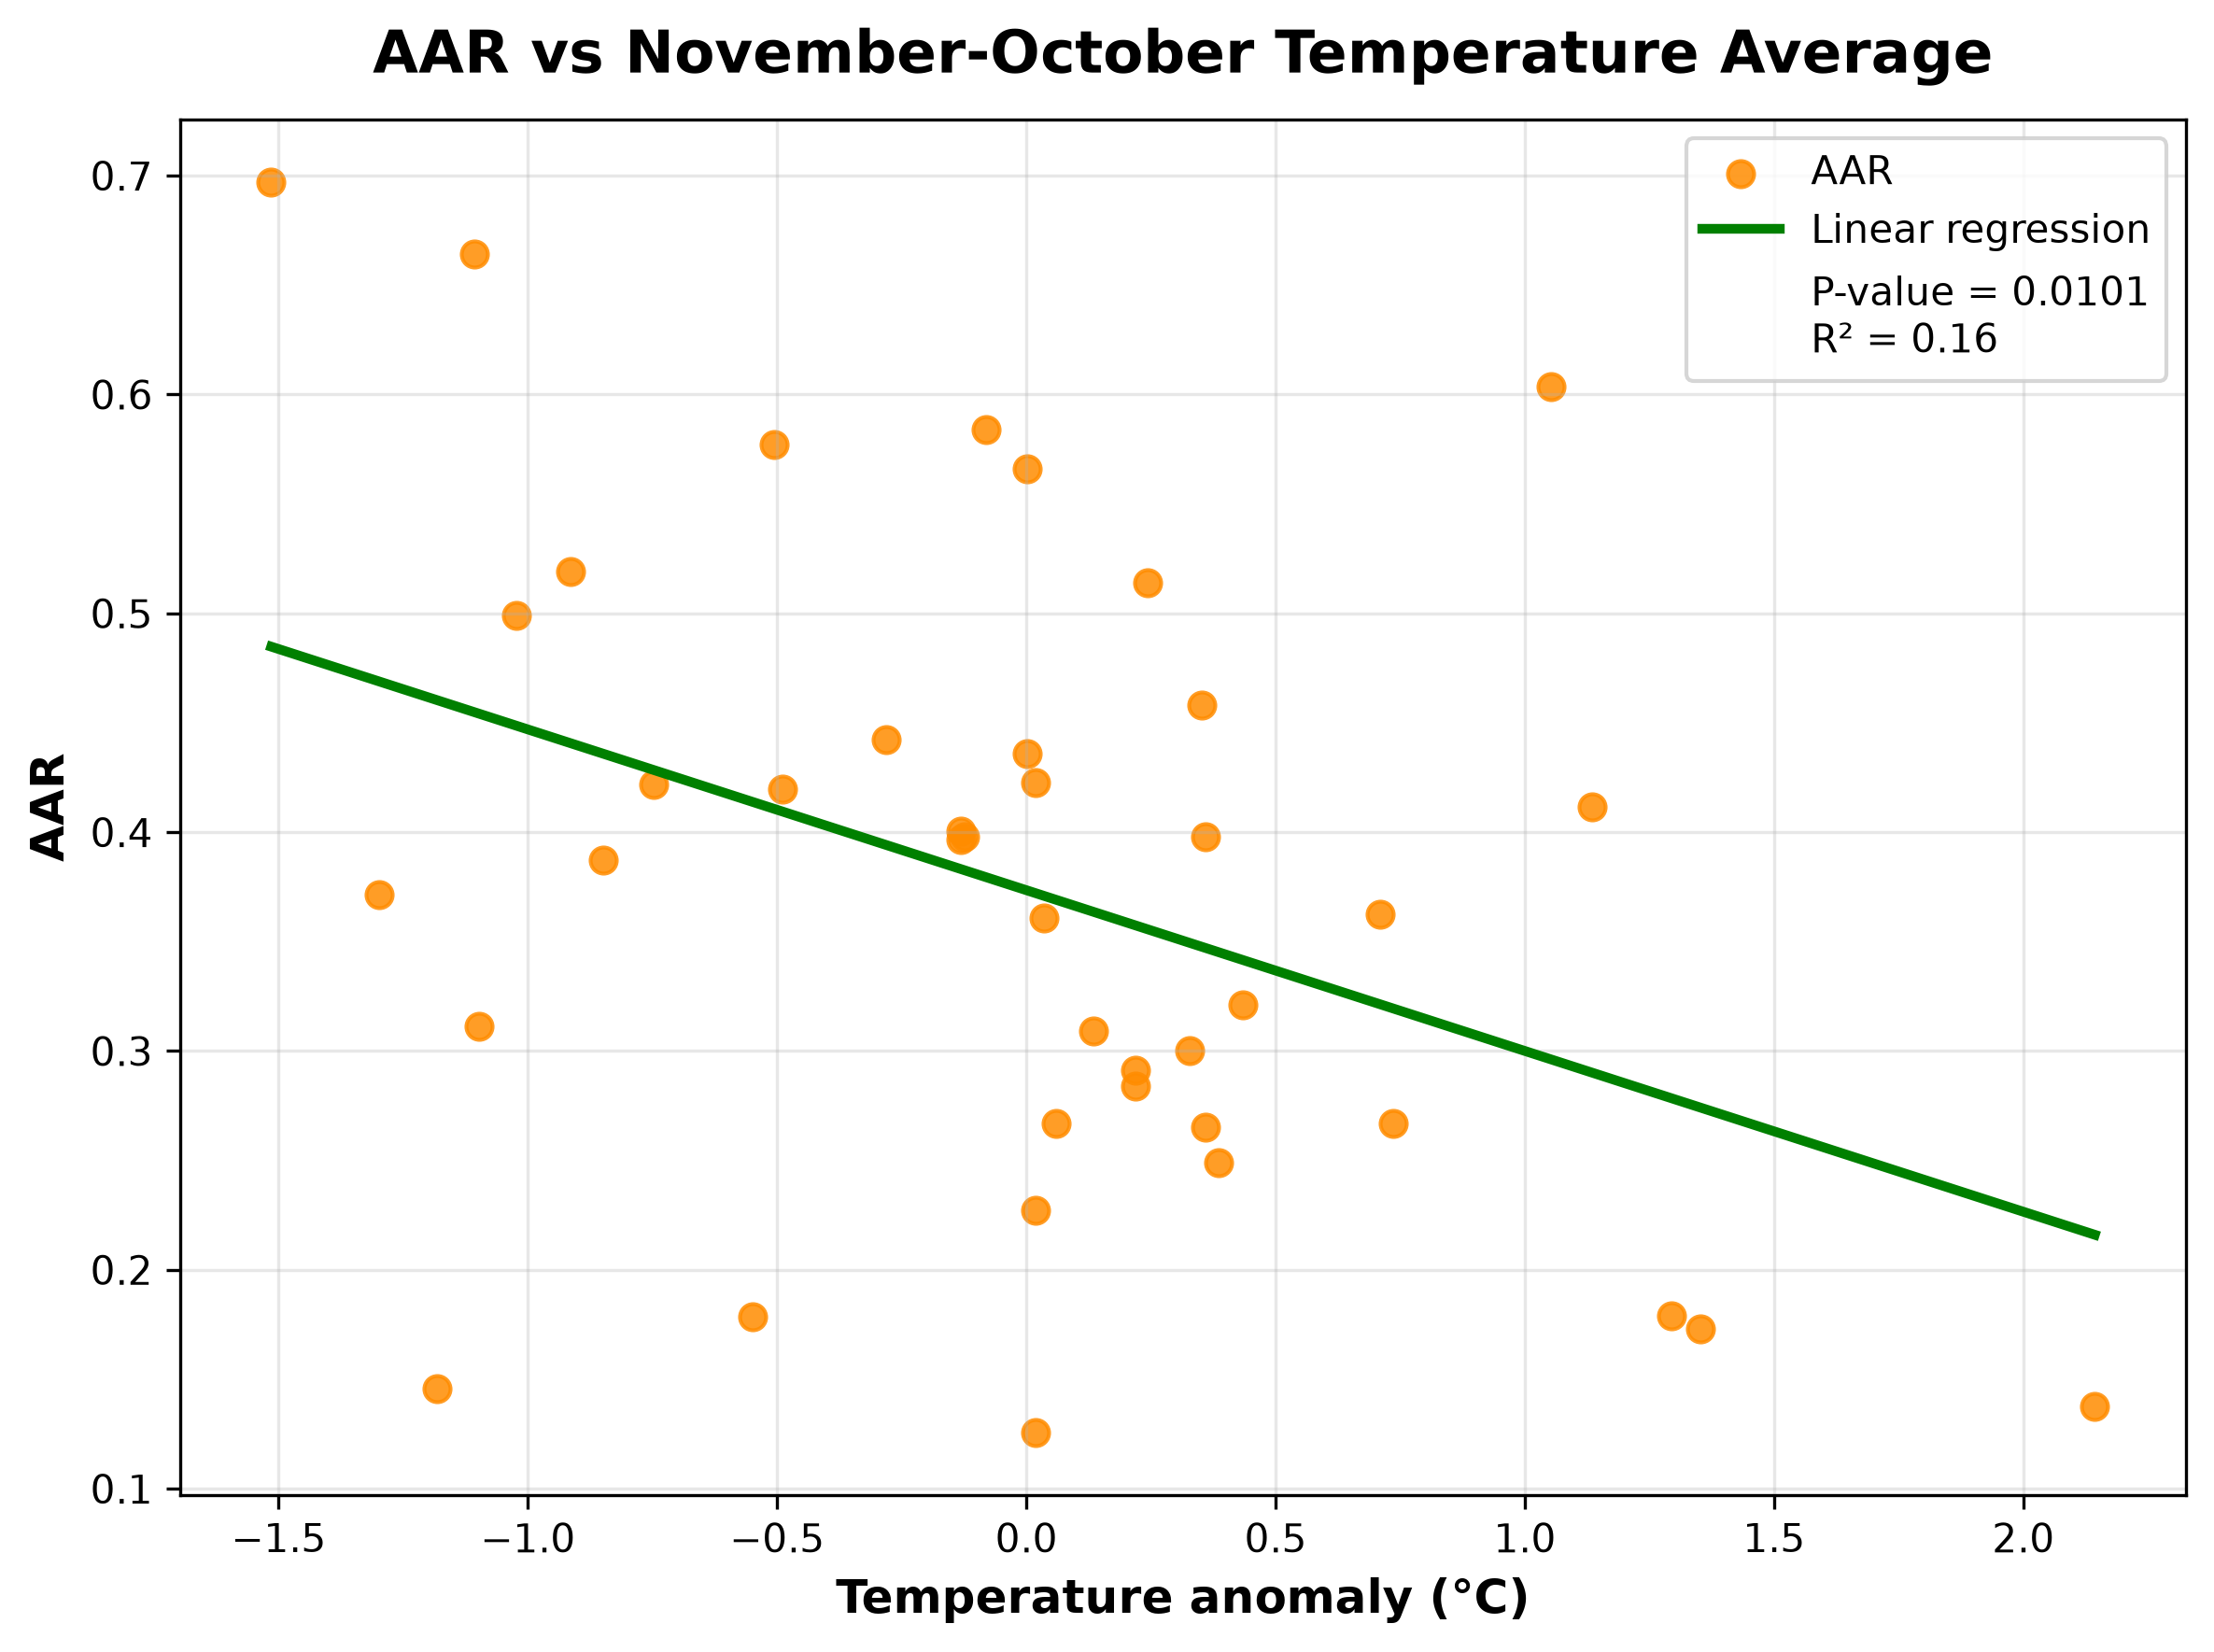 AAR vs November-October Temperature Average
AAR
Linear regression
P-value = 0.0101
R² = 0.16
AAR
0.7
0.6
0.5
0.4
0.3
0.2
0.1
−1.5
−1.0
−0.5
0.0
0.5
1.0
1.5
2.0
Temperature anomaly (°C)